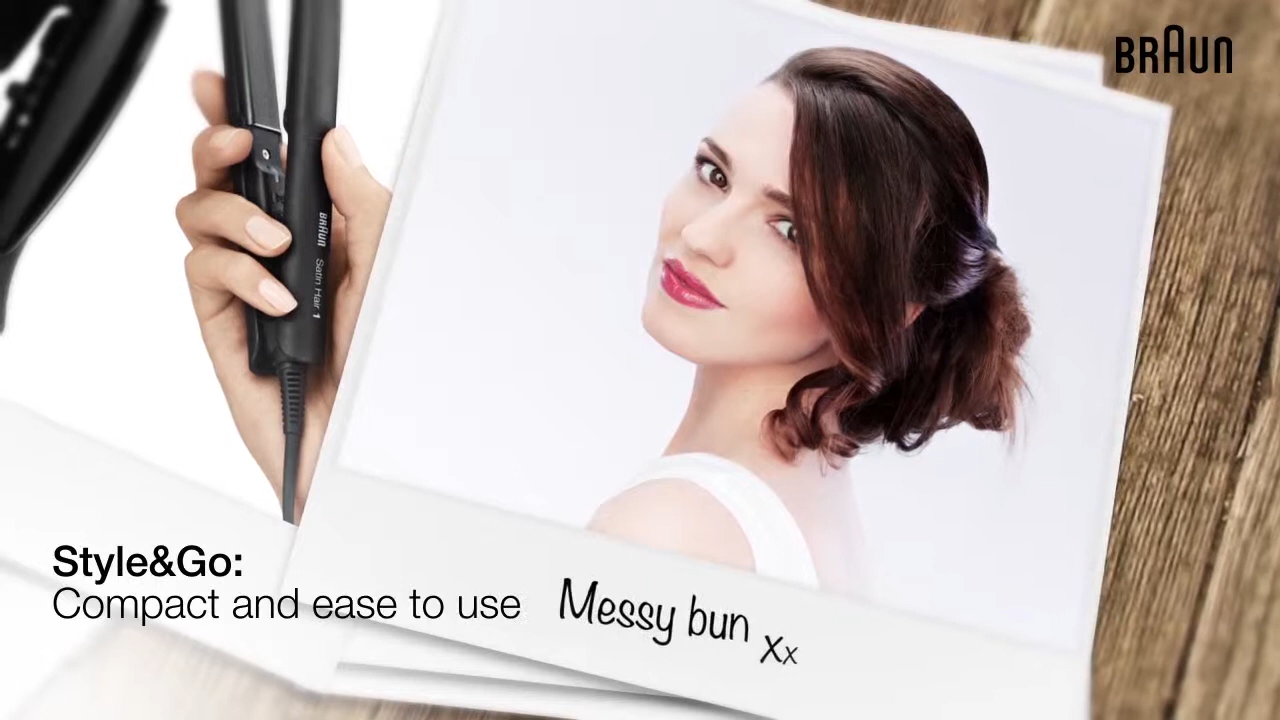 BRAUN
BRAUN Satin Hair 1
Style&Go:
Compact and ease to use
Messy bun xx